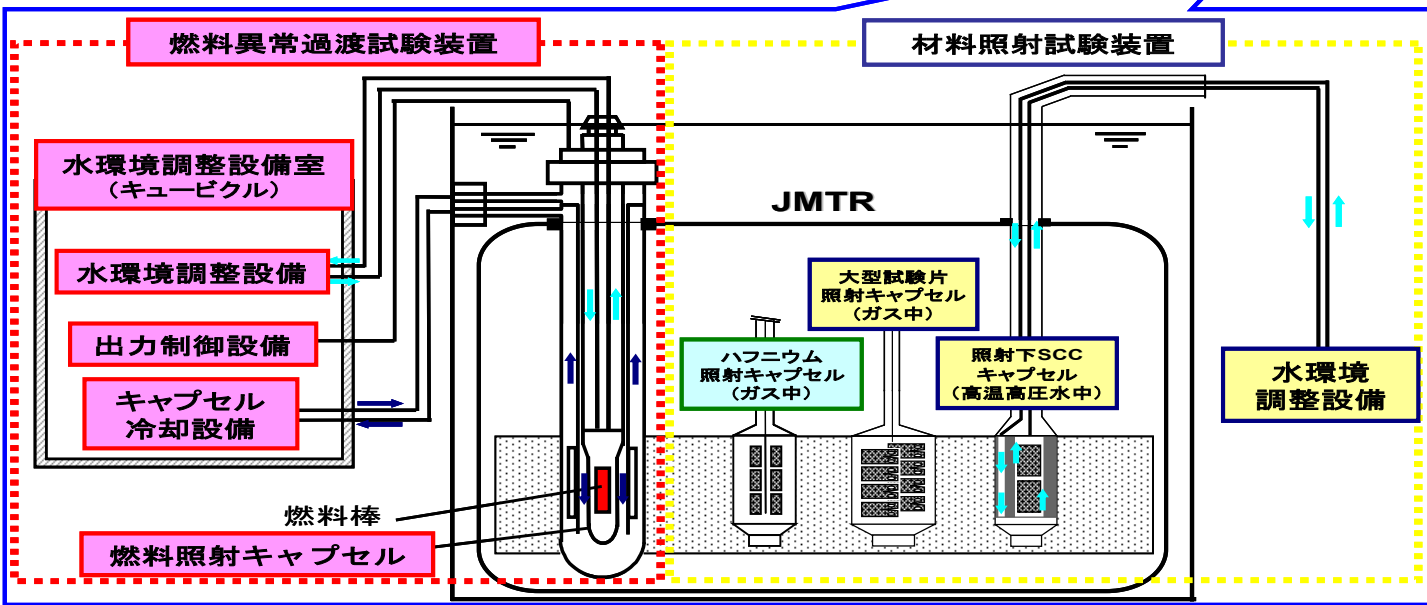 燃料異常過渡試験装置
材料照射試験装置
水環境調整設備室
(キュービクル)
JMTR
水環境調整設備
大型試験片
照射キャプセル
(ガス中)
出力制御設備
ハフニウム
照射キャプセル
(ガス中)
照射下SCC
キャプセル
(高温高圧水中)
水環境
調整設備
キャプセル
冷却設備
燃料棒
燃料照射キャプセル